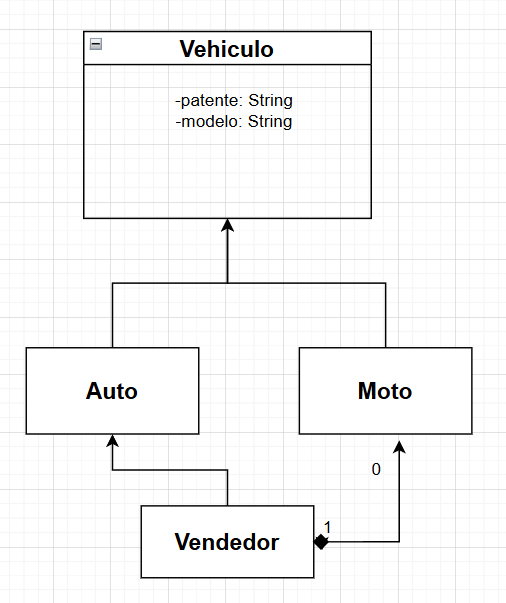 Vehiculo
-patente: String
-modelo: String
Auto
Moto
0
1
Vendedor